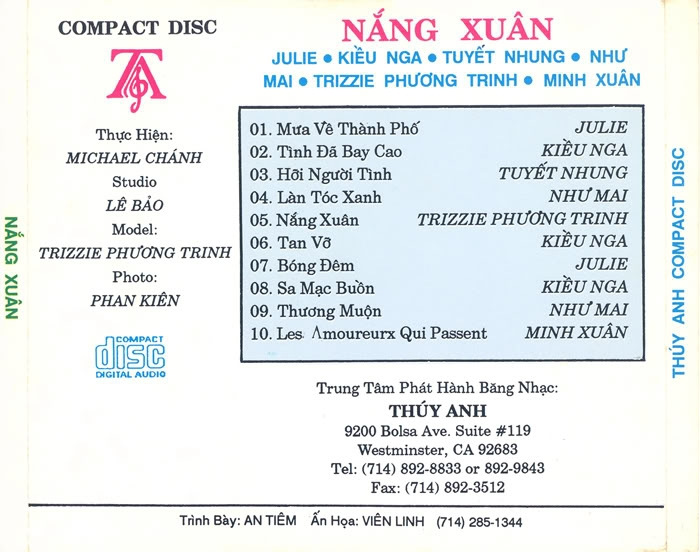 COMPACT DISC
TA
Thực Hiện:
MICHAEL CHÁNH
Studio
LÊ BẢO
Model:
TRIZZIE PHƯƠNG TRINH
Photo:
PHAN KIÊN
COMPACT
disc
DIGITAL AUDIO
NẮNG XUÂN
JULIE • KIỀU NGA • TUYẾT NHUNG • NHƯ
MAI • TRIZZIE PHƯƠNG TRINH • MINH XUÂN
01. Mưa Về Thành Phố JULIE
02. Tình Đã Bay Cao KIỀU NGA
03. Hỡi Người Tình TUYẾT NHUNG
04. Làn Tóc Xanh NHƯ MAI
05. Nắng Xuân TRIZZIE PHƯƠNG TRINH
06. Tan Vỡ KIỀU NGA
07. Bóng Đêm JULIE
08. Sa Mạc Buồn KIỀU NGA
09. Thương Muộn NHƯ MAI
10. Les Amoureurx Qui Passent MINH XUÂN
Trung Tâm Phát Hành Băng Nhạc:
THÚY ANH
9200 Bolsa Ave. Suite #119
Westminster, CA 92683
Tel: (714) 892-8833 or 892-9843
Fax: (714) 892-3512
Trình Bày: AN TIÊM Ấn Họa: VIÊN LINH (714) 285-1344
NẮNG XUÂN
THÚY ANH COMPACT DISC